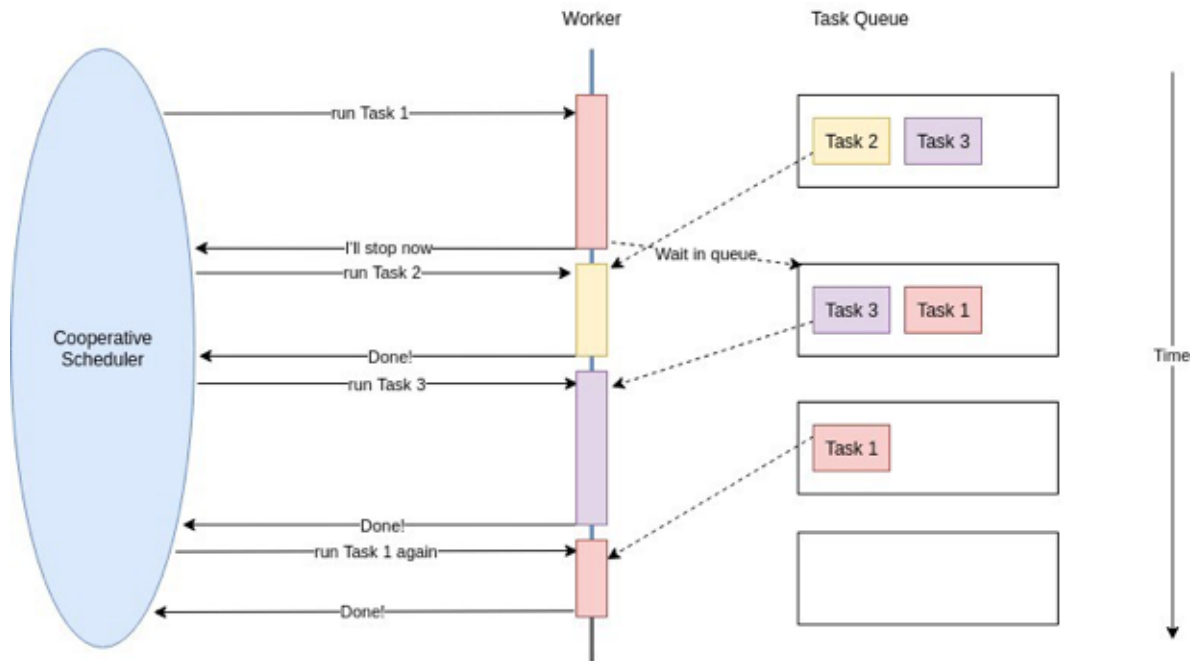 Worker
Task Queue
run Task 1
Task 2
Task 3
I'll stop now
Wait in queue
run Task 2
Task 3
Task 1
Cooperative
Scheduler
Done!
Time
run Task 3
Task 1
Done!
run Task 1 again
Done!